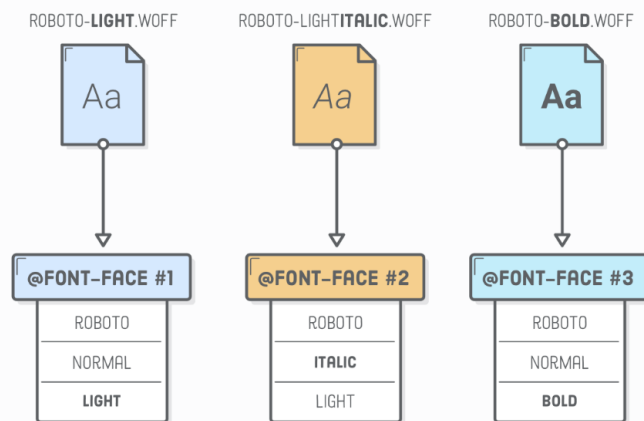 ROBOTO-LIGHT.WOFF
ROBOTO-LIGHTITALIC.WOFF
ROBOTO-BOLD.WOFF
Aa
Aa
Aa
@FONT-FACE #1
ROBOTO
NORMAL
LIGHT
@FONT-FACE #2
ROBOTO
ITALIC
LIGHT
@FONT-FACE #3
ROBOTO
NORMAL
BOLD